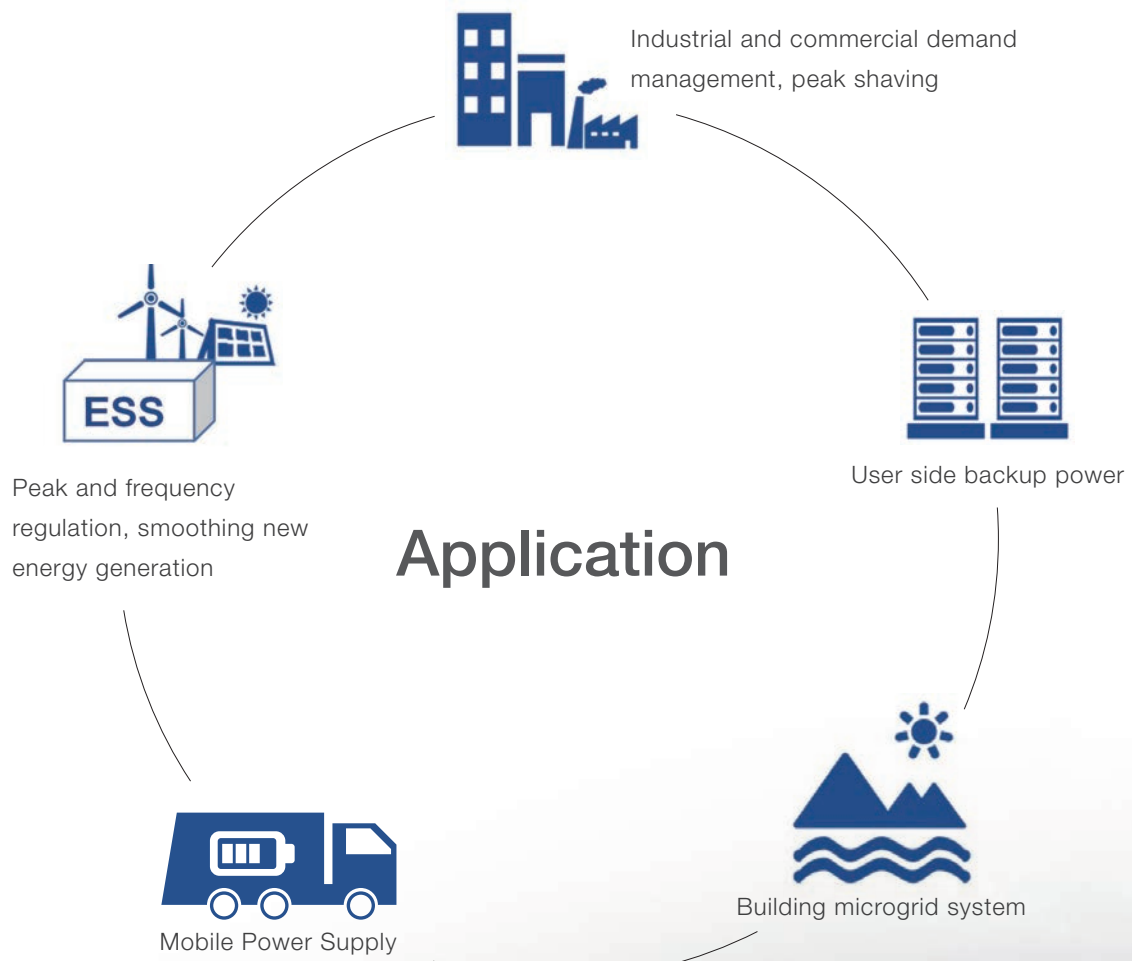 Industrial and commercial demand
management, peak shaving
ESS
User side backup power
Peak and frequency
regulation, smoothing new
energy generation
Application
Building microgrid system
Mobile Power Supply